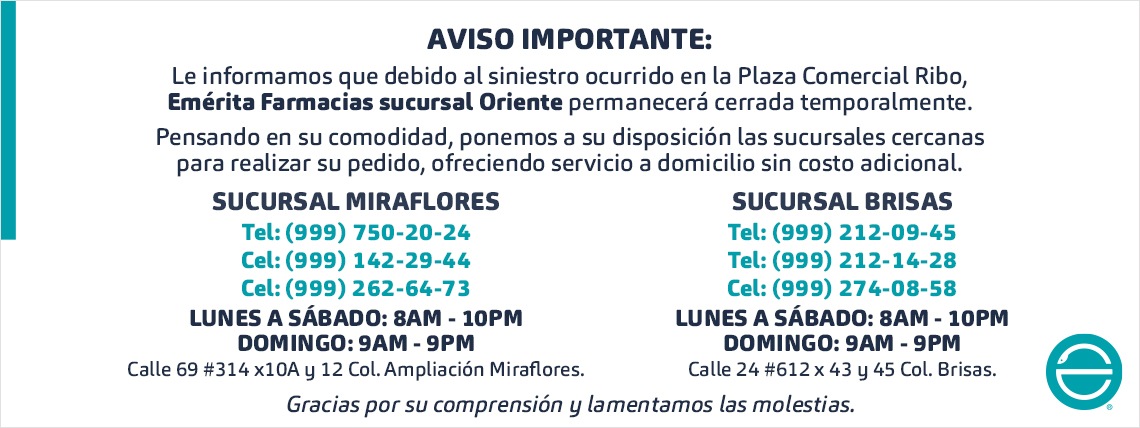 AVISO IMPORTANTE:
Le informamos que debido al siniestro ocurrido en la Plaza Comercial Ribo,
Emérita Farmacias sucursal Oriente permanecerá cerrada temporalmente.
Pensando en su comodidad, ponemos a su disposición las sucursales cercanas
para realizar su pedido, ofreciendo servicio a domicilio sin costo adicional.
SUCURSAL MIRAFLORES
Tel: (999) 750-20-24
Cel: (999) 142-29-44
Cel: (999) 262-64-73
LUNES A SÁBADO: 8AM - 10PM
DOMINGO: 9AM - 9PM
Calle 69 #314 x10A y 12 Col. Ampliación Miraflores.
SUCURSAL BRISAS
Tel: (999) 212-09-45
Tel: (999) 212-14-28
Cel: (999) 274-08-58
LUNES A SÁBADO: 8AM - 10PM
DOMINGO: 9AM - 9PM
Calle 24 #612 x 43 y 45 Col. Brisas.
Gracias por su comprensión y lamentamos las molestias.
®